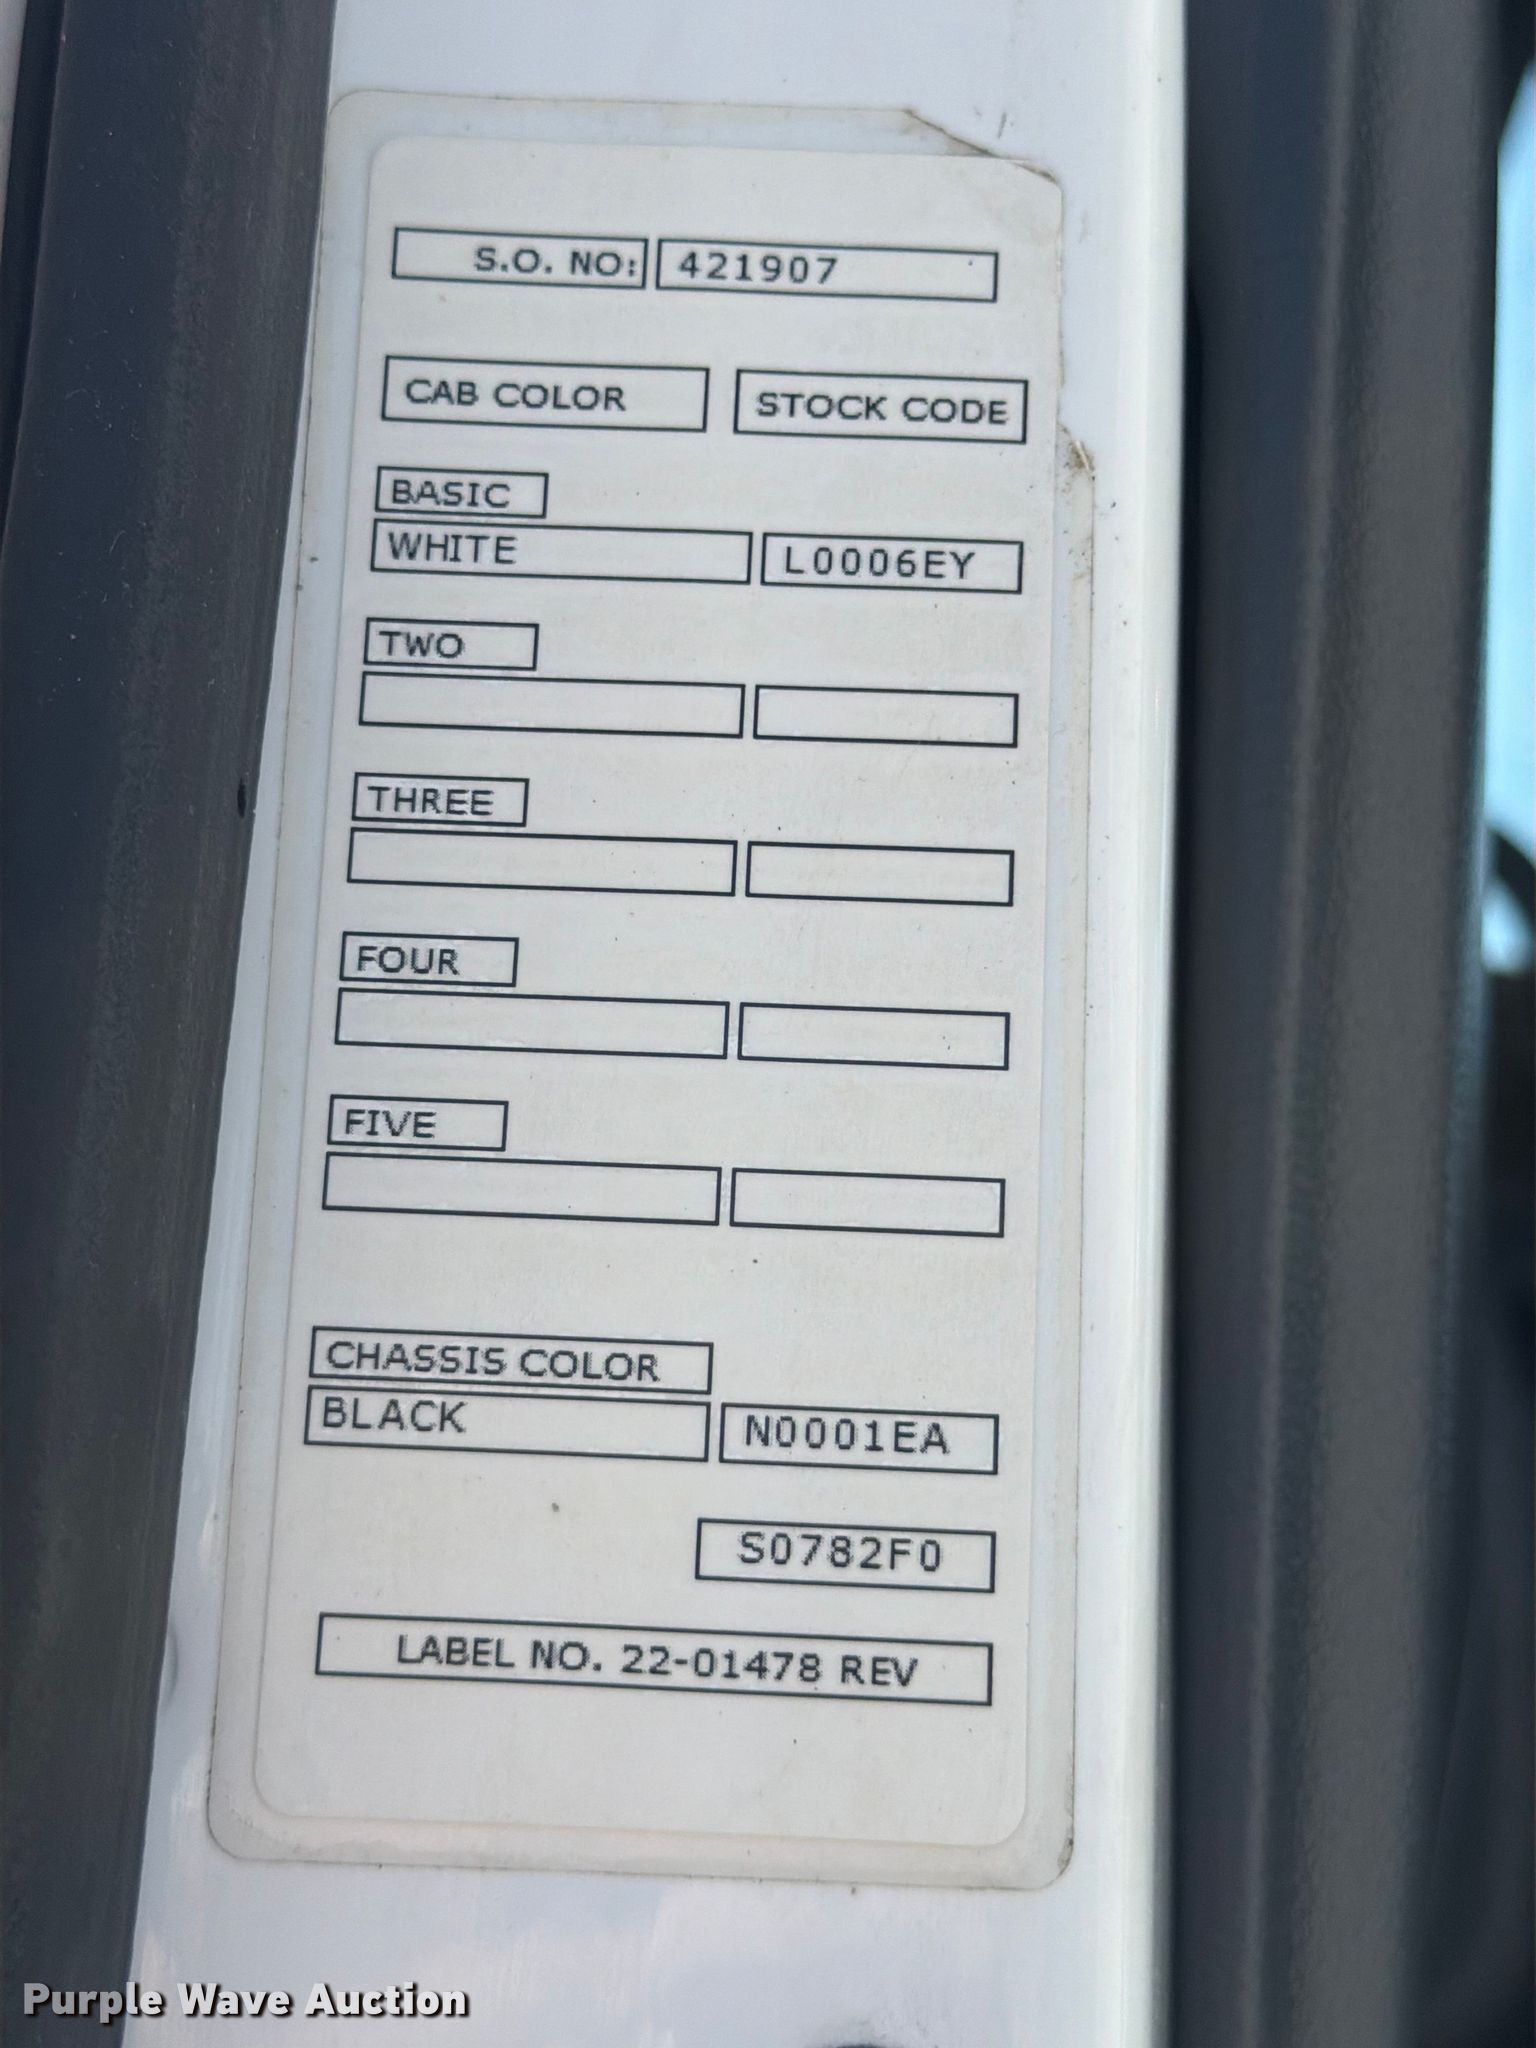 S.O. NO: 421907
CAB COLOR STOCK CODE
BASIC
WHITE L0006EY
TWO
THREE
FOUR
FIVE
CHASSIS COLOR
BLACK N0001EA
S0782F0
LABEL NO. 22-01478 REV
Purple Wave Auction